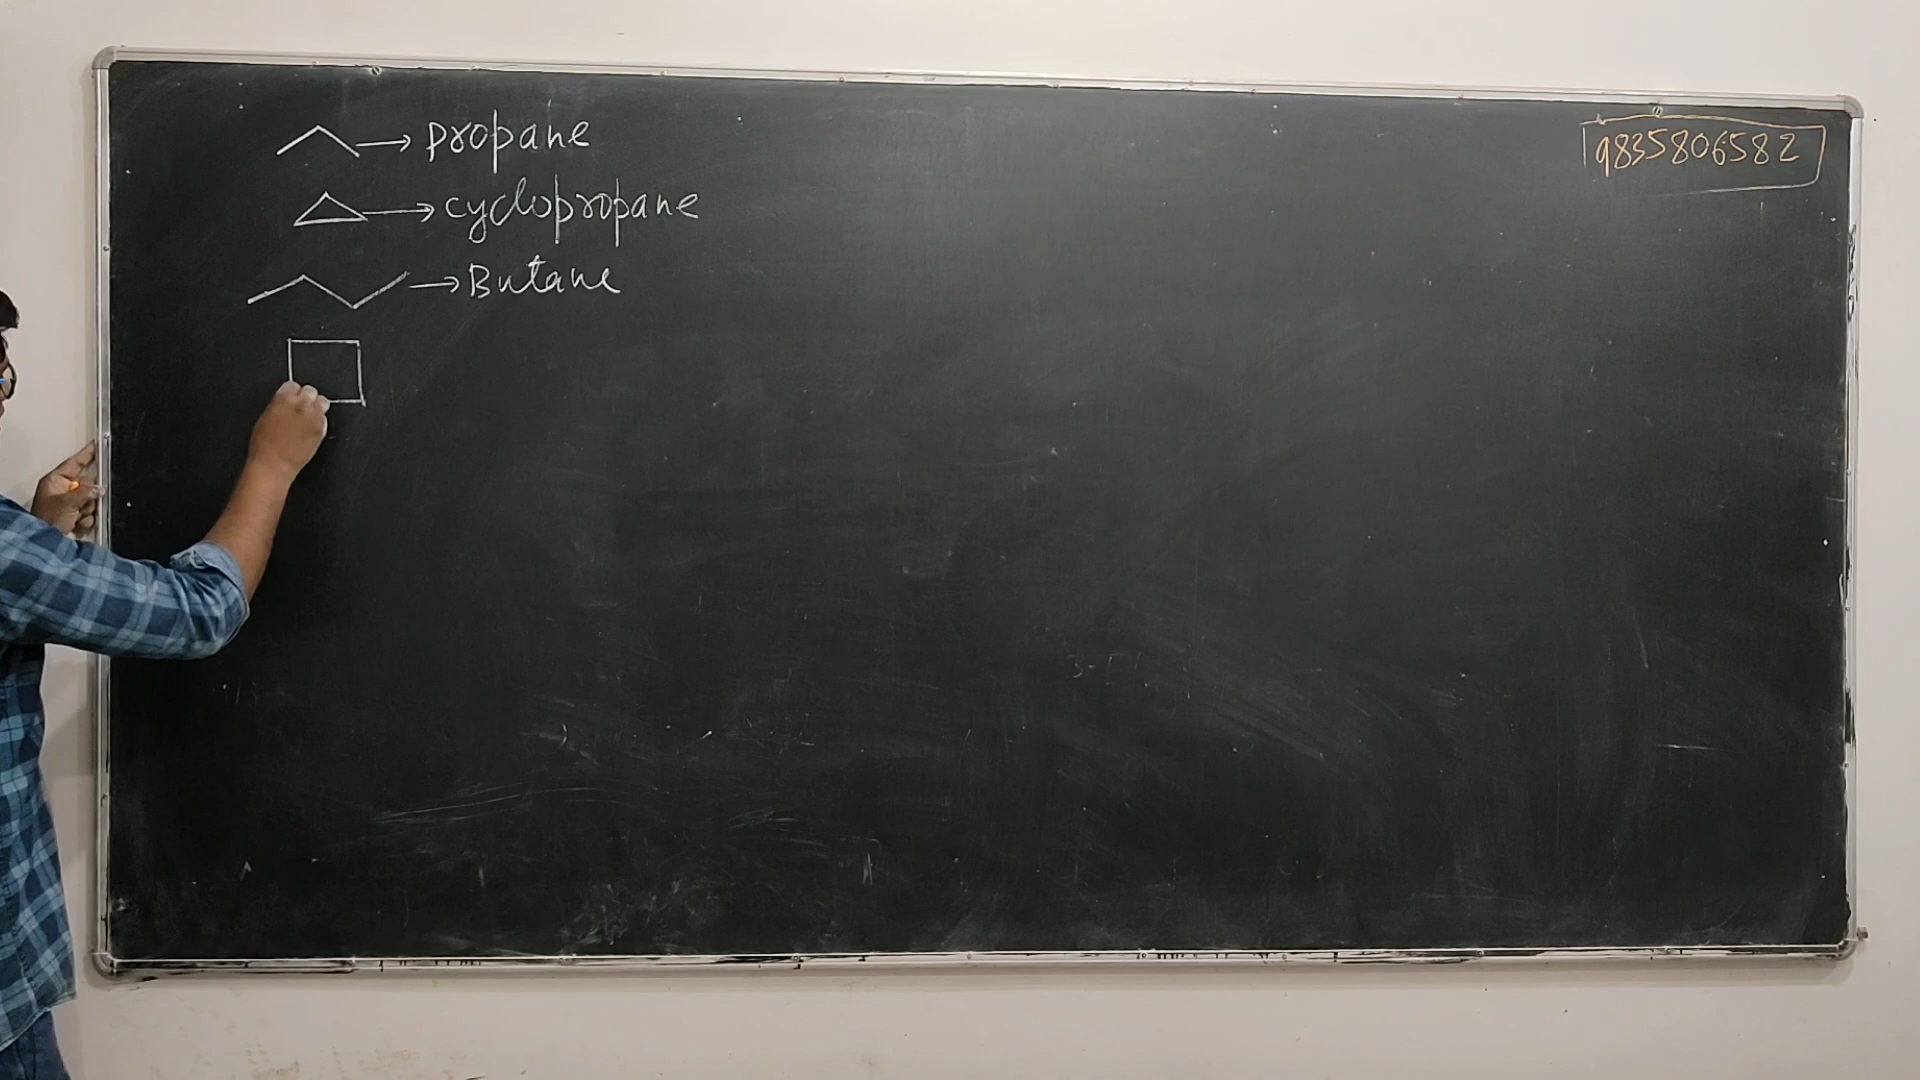 → propane
9835806582
→ cyclopropane
→ Butane